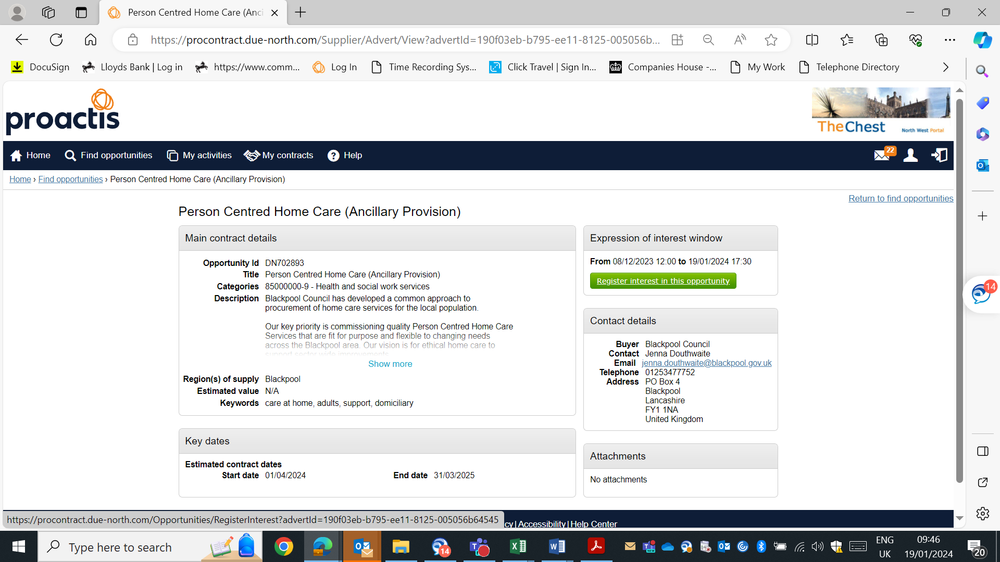 Person Centred Home Care (Anci
https://procontract.due-north.com/Supplier/Advert/View?advertId=190f03eb-b795-ee11-8125-005056b...
DocuSign
Lloyds Bank | Log in
https://www.comm...
Log In
Time Recording Sys...
Click Travel | Sign In...
Companies House -...
My Work
Telephone Directory
proactis
TheChest
North West Portal
Home
Find opportunities
My activities
My contracts
Help
22
Home › Find opportunities › Person Centred Home Care (Ancillary Provision)
Return to find opportunities
Person Centred Home Care (Ancillary Provision)
Main contract details
Opportunity Id DN702893
Title Person Centred Home Care (Ancillary Provision)
Categories 85000000-9 - Health and social work services
Description Blackpool Council has developed a common approach to
procurement of home care services for the local population.
Our key priority is commissioning quality Person Centred Home Care
Services that are fit for purpose and flexible to changing needs
across the Blackpool area. Our vision is for ethical home care to
support sector wide improvements
Show more
Region(s) of supply Blackpool
Estimated value N/A
Keywords care at home, adults, support, domiciliary
Key dates
Estimated contract dates
Start date 01/04/2024
End date 31/03/2025
Expression of interest window
From 08/12/2023 12:00 to 19/01/2024 17:30
Register interest in this opportunity
Contact details
Buyer Blackpool Council
Contact Jenna Douthwaite
Email jenna.douthwaite@blackpool.gov.uk
Telephone 01253477752
Address PO Box 4
Blackpool
Lancashire
FY1 1NA
United Kingdom
Attachments
No attachments
14
https://procontract.due-north.com/Opportunities/RegisterInterest?advertId=190f03eb-b795-ee11-8125-005056b64545
cy | Accessibility | Help Center
Type here to search
14
ENG
UK
09:46
19/01/2024
20